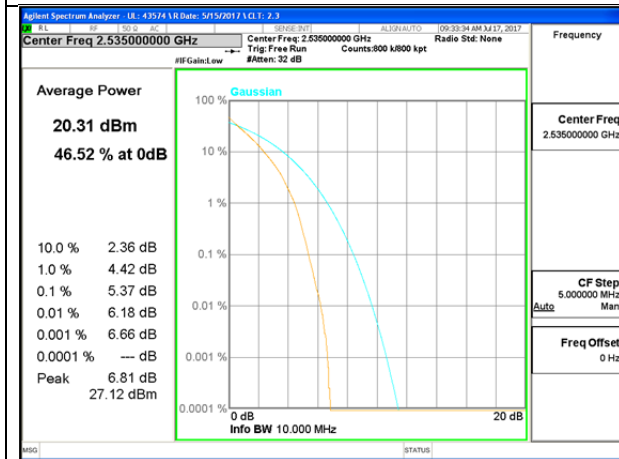 Agilent Spectrum Analyzer - UL: 43574 \ R Date: 5/15/2017 \ CLT: 2.3
RL RF 50 Ω AC SENSE:INT ALIGN AUTO 09:33:34 AM Jul 17, 2017
Center Freq 2.535000000 GHz
Center Freq: 2.535000000 GHz
Radio Std: None
Trig: Free Run Counts:800 k/800 kpt
#IFGain:Low
#Atten: 32 dB
Frequency
Average Power
20.31 dBm
46.52 % at 0dB
10.0 % 2.36 dB
1.0 % 4.42 dB
0.1 % 5.37 dB
0.01 % 6.18 dB
0.001 % 6.66 dB
0.0001 % --- dB
Peak 6.81 dB
27.12 dBm
Gaussian
100 %
10 %
1 %
0.1 %
0.01 %
0.001 %
0.0001 %
0 dB 20 dB
Info BW 10.000 MHz
Center Freq
2.535000000 GHz
CF Step
5.000000 MHz
Auto Man
Freq Offset
0 Hz
MSG STATUS